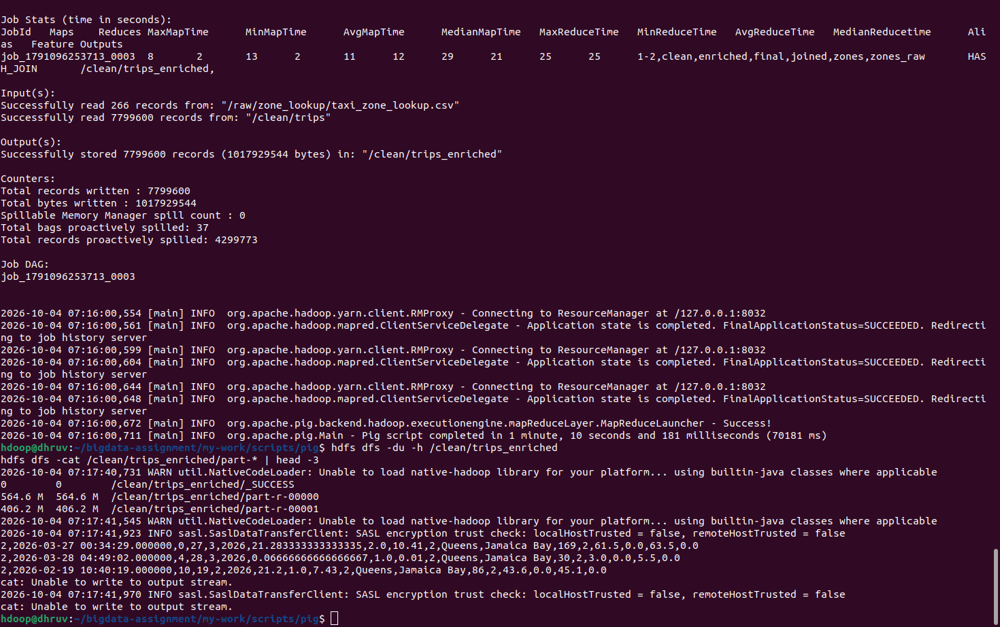 Job Stats (time in seconds):
JobId   Maps    Reduces MaxMapTime      MinMapTime      AvgMapTime      MedianMapTime   MaxReduceTime   MinReduceTime   AvgReduceTime   MedianReducetime      Ali
as   Feature Outputs
job_1791096253713_0003  8       2       13      2       11      12      29      21      25      25      1-2,clean,enriched,final,joined,zones,zones_raw       HAS
H_JOIN       /clean/trips_enriched,
Input(s):
Successfully read 266 records from: "/raw/zone_lookup/taxi_zone_lookup.csv"
Successfully read 7799600 records from: "/clean/trips"
Output(s):
Successfully stored 7799600 records (1017929544 bytes) in: "/clean/trips_enriched"
Counters:
Total records written : 7799600
Total bytes written : 1017929544
Spillable Memory Manager spill count : 0
Total bags proactively spilled: 37
Total records proactively spilled: 4299773
Job DAG:
job_1791096253713_0003
2026-10-04 07:16:00,554 [main] INFO  org.apache.hadoop.yarn.client.RMProxy - Connecting to ResourceManager at /127.0.0.1:8032
2026-10-04 07:16:00,561 [main] INFO  org.apache.hadoop.mapred.ClientServiceDelegate - Application state is completed. FinalApplicationStatus=SUCCEEDED. Redirecti
ng to job history server
2026-10-04 07:16:00,599 [main] INFO  org.apache.hadoop.yarn.client.RMProxy - Connecting to ResourceManager at /127.0.0.1:8032
2026-10-04 07:16:00,604 [main] INFO  org.apache.hadoop.mapred.ClientServiceDelegate - Application state is completed. FinalApplicationStatus=SUCCEEDED. Redirecti
ng to job history server
2026-10-04 07:16:00,644 [main] INFO  org.apache.hadoop.yarn.client.RMProxy - Connecting to ResourceManager at /127.0.0.1:8032
2026-10-04 07:16:00,648 [main] INFO  org.apache.hadoop.mapred.ClientServiceDelegate - Application state is completed. FinalApplicationStatus=SUCCEEDED. Redirecti
ng to job history server
2026-10-04 07:16:00,672 [main] INFO  org.apache.pig.backend.hadoop.executionengine.mapReduceLayer.MapReduceLauncher - Success!
2026-10-04 07:16:00,711 [main] INFO  org.apache.pig.Main - Pig script completed in 1 minute, 10 seconds and 181 milliseconds (70181 ms)
hdoop@dhruv:~/bigdata-assignment/my-work/scripts/pig$ hdfs dfs -du -h /clean/trips_enriched
hdfs dfs -cat /clean/trips_enriched/part-* | head -3
2026-10-04 07:17:40,731 WARN util.NativeCodeLoader: Unable to load native-hadoop library for your platform... using builtin-java classes where applicable
0        0        /clean/trips_enriched/_SUCCESS
564.6 M  564.6 M  /clean/trips_enriched/part-r-00000
406.2 M  406.2 M  /clean/trips_enriched/part-r-00001
2026-10-04 07:17:41,545 WARN util.NativeCodeLoader: Unable to load native-hadoop library for your platform... using builtin-java classes where applicable
2026-10-04 07:17:41,923 INFO sasl.SaslDataTransferClient: SASL encryption trust check: localHostTrusted = false, remoteHostTrusted = false
2,2026-03-27 00:34:29.000000,0,27,3,2026,21.283333333333335,2.0,10.41,2,Queens,Jamaica Bay,169,2,61.5,0.0,63.5,0.0
2,2026-03-28 04:49:02.000000,4,28,3,2026,0.06666666666666667,1.0,0.01,2,Queens,Jamaica Bay,30,2,3.0,0.0,5.5,0.0
2,2026-02-19 10:40:19.000000,10,19,2,2026,21.2,1.0,7.43,2,Queens,Jamaica Bay,86,2,43.6,0.0,45.1,0.0
cat: Unable to write to output stream.
2026-10-04 07:17:41,970 INFO sasl.SaslDataTransferClient: SASL encryption trust check: localHostTrusted = false, remoteHostTrusted = false
cat: Unable to write to output stream.
hdoop@dhruv:~/bigdata-assignment/my-work/scripts/pig$